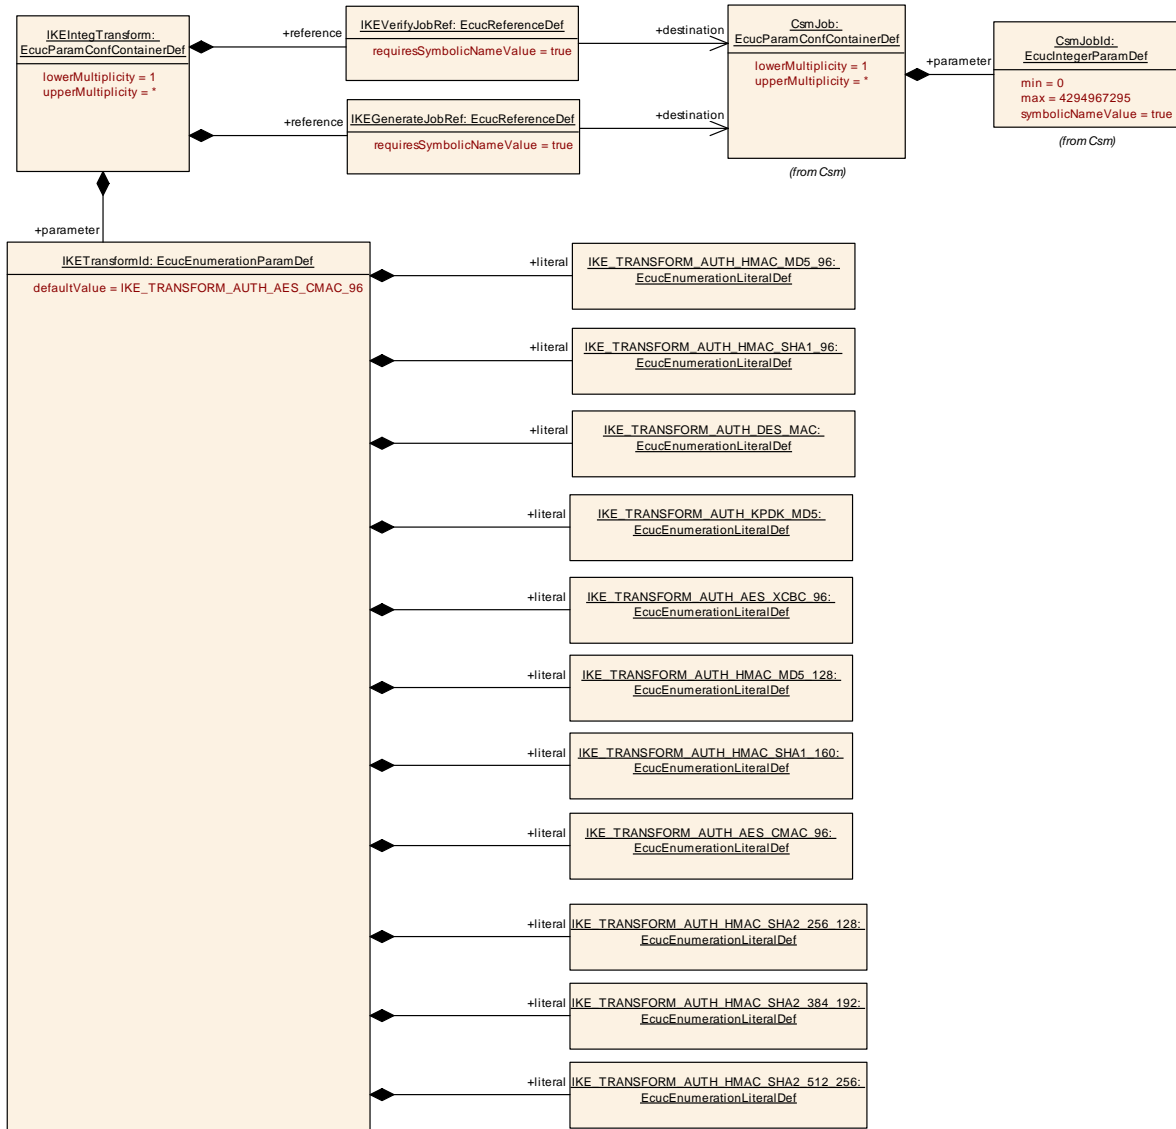 IKEIntegTransform:
EcucParamConfContainerDef
lowerMultiplicity = 1
upperMultiplicity = *
+reference
IKEVerifyJobRef: EcucReferenceDef
requiresSymbolicNameValue = true
+destination
CsmJob:
EcucParamConfContainerDef
lowerMultiplicity = 1
upperMultiplicity = *
(from Csm)
+parameter
CsmJobId:
EcucIntegerParamDef
min = 0
max = 4294967295
symbolicNameValue = true
(from Csm)
+reference
IKEGenerateJobRef: EcucReferenceDef
requiresSymbolicNameValue = true
+destination
+parameter
IKETransformId: EcucEnumerationParamDef
defaultValue = IKE_TRANSFORM_AUTH_AES_CMAC_96
+literal
IKE_TRANSFORM_AUTH_HMAC_MD5_96:
EcucEnumerationLiteralDef
+literal
IKE_TRANSFORM_AUTH_HMAC_SHA1_96:
EcucEnumerationLiteralDef
+literal
IKE_TRANSFORM_AUTH_DES_MAC:
EcucEnumerationLiteralDef
+literal
IKE_TRANSFORM_AUTH_KPDK_MD5:
EcucEnumerationLiteralDef
+literal
IKE_TRANSFORM_AUTH_AES_XCBC_96:
EcucEnumerationLiteralDef
+literal
IKE_TRANSFORM_AUTH_HMAC_MD5_128:
EcucEnumerationLiteralDef
+literal
IKE_TRANSFORM_AUTH_HMAC_SHA1_160:
EcucEnumerationLiteralDef
+literal
IKE_TRANSFORM_AUTH_AES_CMAC_96:
EcucEnumerationLiteralDef
+literal
IKE_TRANSFORM_AUTH_HMAC_SHA2_256_128:
EcucEnumerationLiteralDef
+literal
IKE_TRANSFORM_AUTH_HMAC_SHA2_384_192:
EcucEnumerationLiteralDef
+literal
IKE_TRANSFORM_AUTH_HMAC_SHA2_512_256:
EcucEnumerationLiteralDef